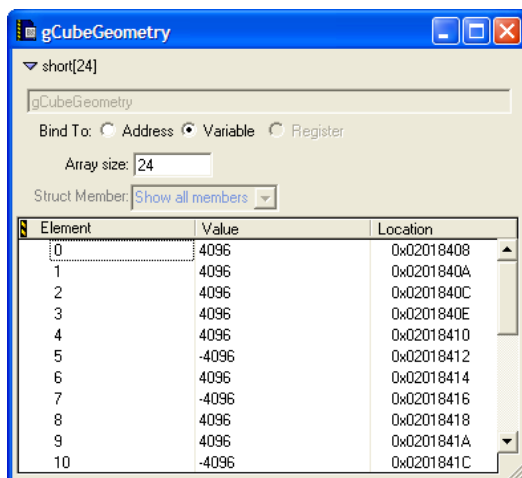 gCubeGeometry
short[24]
gCubeGeometry
Bind To: Address Variable Register
Array size: 24
Struct Member: Show all members
Element Value Location
0 4096 0x02018408
1 4096 0x0201840A
2 4096 0x0201840C
3 4096 0x0201840E
4 4096 0x02018410
5 -4096 0x02018412
6 4096 0x02018414
7 -4096 0x02018416
8 4096 0x02018418
9 4096 0x0201841A
10 -4096 0x0201841C